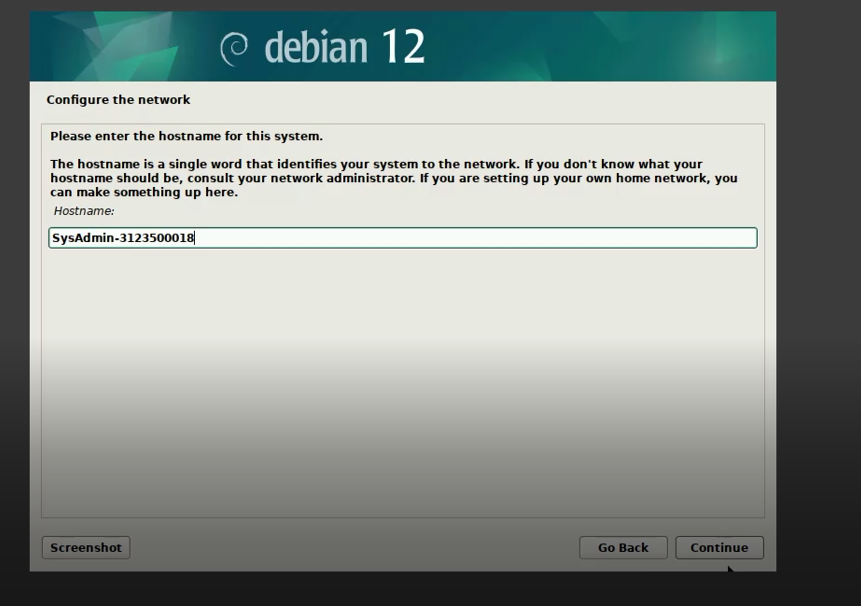 debian 12
Configure the network
Please enter the hostname for this system.
The hostname is a single word that identifies your system to the network. If you don't know what your
hostname should be, consult your network administrator. If you are setting up your own home network, you
can make something up here.
Hostname:
SysAdmin-3123500018
Screenshot
Go Back
Continue